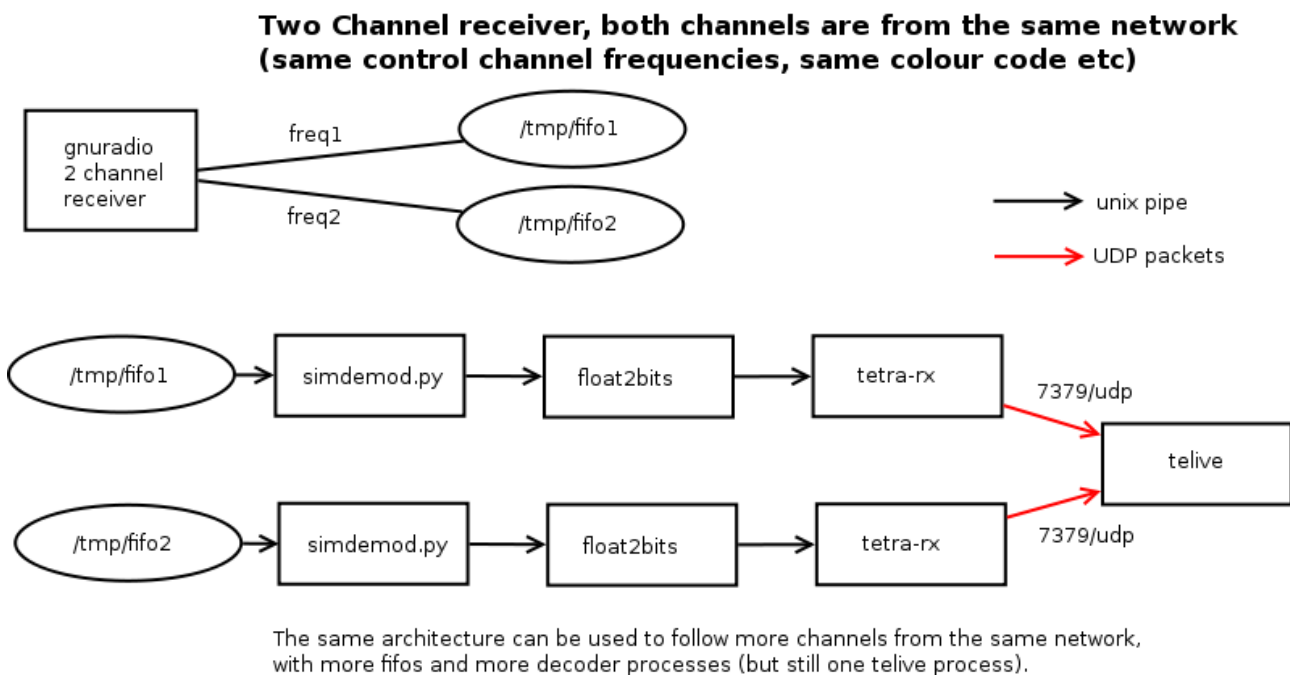 Two Channel receiver, both channels are from the same network
(same control channel frequencies, same colour code etc)
gnuradio
2 channel
receiver
freq1
freq2
/tmp/fifo1
/tmp/fifo2
unix pipe
UDP packets
/tmp/fifo1
simdemod.py
float2bits
tetra-rx
7379/udp
telive
/tmp/fifo2
simdemod.py
float2bits
tetra-rx
7379/udp
The same architecture can be used to follow more channels from the same network,
with more fifos and more decoder processes (but still one telive process).